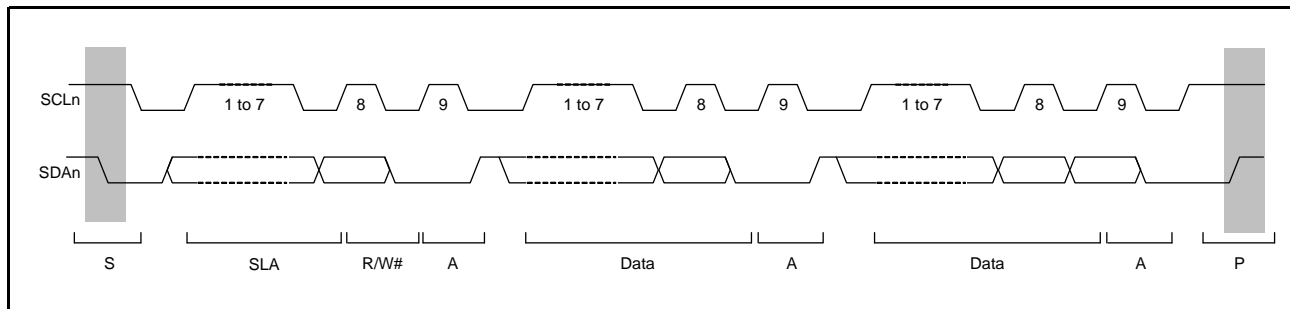 SCLn 1 to 7 8 9 1 to 7 8 9 1 to 7 8 9
SDAn
S SLA R/W# A Data A Data A P